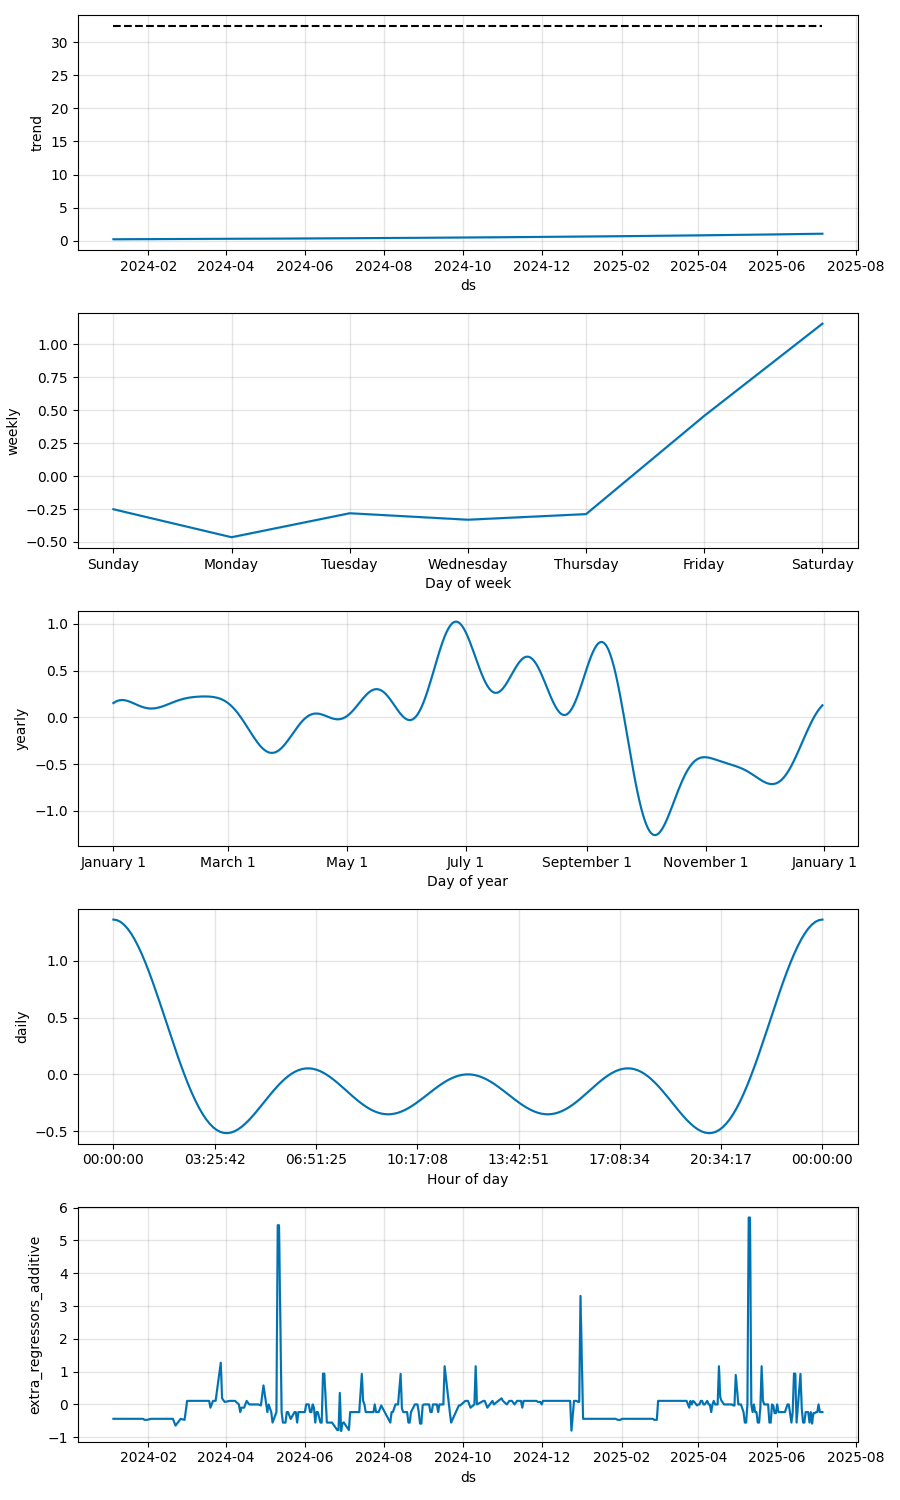 30
25
20
15
10
5
0
trend
2024-02 2024-04 2024-06 2024-08 2024-10 2024-12 2025-02 2025-04 2025-06 2025-08
ds
1.00
0.75
0.50
0.25
0.00
−0.25
−0.50
weekly
Sunday Monday Tuesday Wednesday Thursday Friday Saturday
Day of week
1.0
0.5
0.0
−0.5
−1.0
yearly
January 1 March 1 May 1 July 1 September 1 November 1 January 1
Day of year
1.0
0.5
0.0
−0.5
daily
00:00:00 03:25:42 06:51:25 10:17:08 13:42:51 17:08:34 20:34:17 00:00:00
Hour of day
6
5
4
3
2
1
0
−1
extra_regressors_additive
2024-02 2024-04 2024-06 2024-08 2024-10 2024-12 2025-02 2025-04 2025-06 2025-08
ds